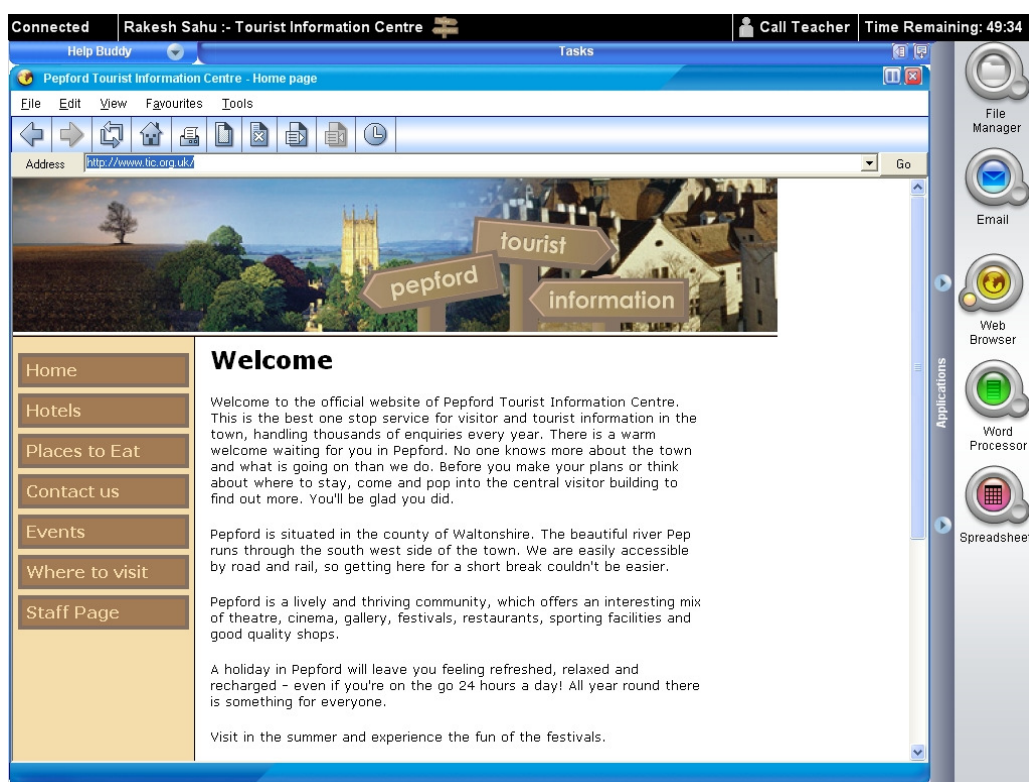 Connected Rakesh Sahu :- Tourist Information Centre Call Teacher Time Remaining: 49:34
Help Buddy Tasks
Pepford Tourist Information Centre - Home page
File Edit View Favourites Tools
Address http://www.tic.org.uk/ Go
tourist
pepford
information
Home
Hotels
Places to Eat
Contact us
Events
Where to visit
Staff Page
Welcome
Welcome to the official website of Pepford Tourist Information Centre.
This is the best one stop service for visitor and tourist information in the
town, handling thousands of enquiries every year. There is a warm
welcome waiting for you in Pepford. No one knows more about the town
and what is going on than we do. Before you make your plans or think
about where to stay, come and pop into the central visitor building to
find out more. You'll be glad you did.
Pepford is situated in the county of Waltonshire. The beautiful river Pep
runs through the south west side of the town. We are easily accessible
by road and rail, so getting here for a short break couldn't be easier.
Pepford is a lively and thriving community, which offers an interesting mix
of theatre, cinema, gallery, festivals, restaurants, sporting facilities and
good quality shops.
A holiday in Pepford will leave you feeling refreshed, relaxed and
recharged – even if you're on the go 24 hours a day! All year round there
is something for everyone.
Visit in the summer and experience the fun of the festivals.
Applications
File
Manager
Email
Web
Browser
Word
Processor
Spreadsheet